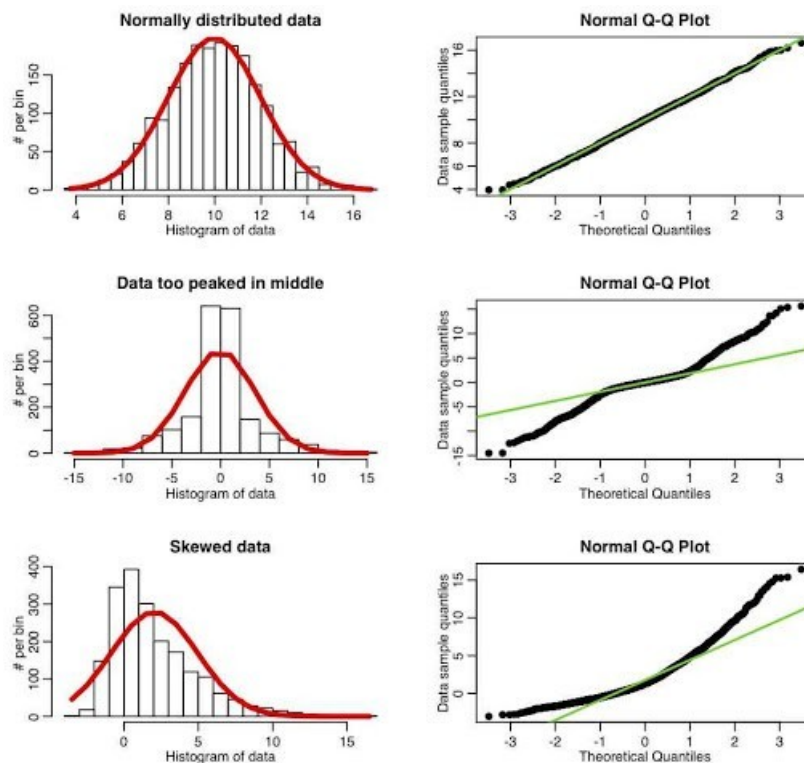 Normally distributed data
# per bin
0 50 100 150
4 6 8 10 12 14 16
Histogram of data
Normal Q-Q Plot
Data sample quantiles
4 6 8 12 16
-3 -2 -1 0 1 2 3
Theoretical Quantiles
Data too peaked in middle
# per bin
0 200 400 600
-15 -10 -5 0 5 10 15
Histogram of data
Normal Q-Q Plot
Data sample quantiles
-15 -5 0 5 10
-3 -2 -1 0 1 2 3
Theoretical Quantiles
Skewed data
# per bin
0 100 200 300 400
0 5 10 15
Histogram of data
Normal Q-Q Plot
Data sample quantiles
0 5 10 15
-3 -2 -1 0 1 2 3
Theoretical Quantiles